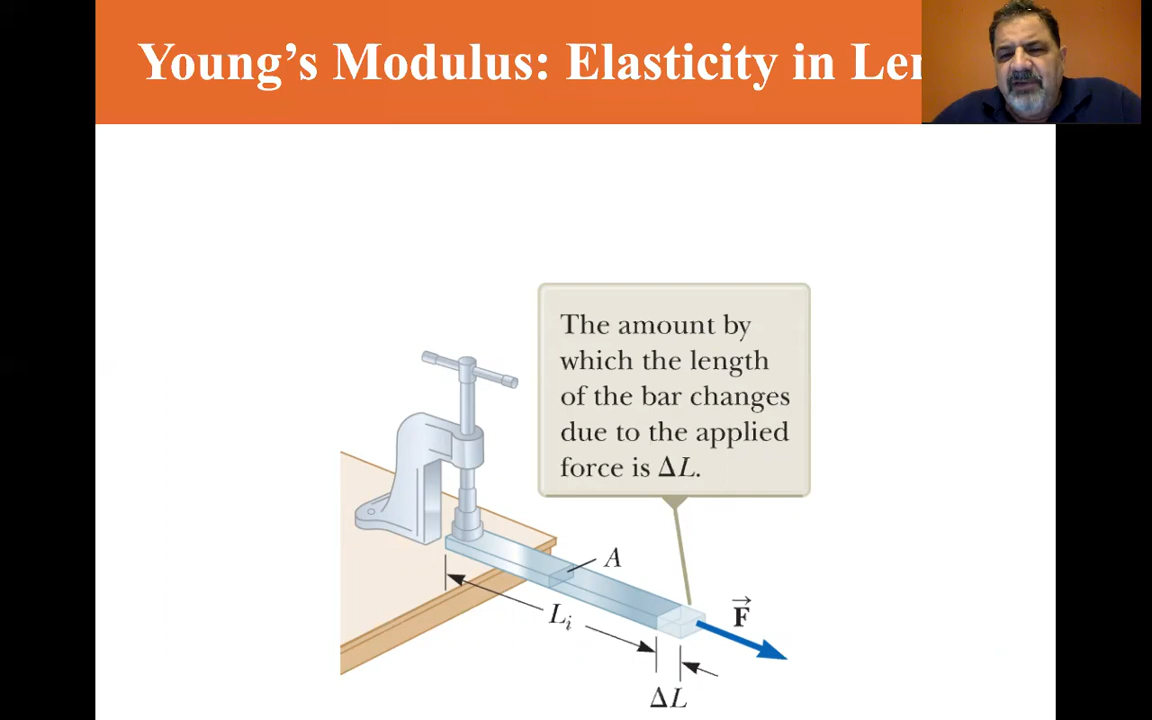 Young's Modulus: Elasticity in Ler
The amount by
which the length
of the bar changes
due to the applied
force is ΔL.
A
F
L_i
ΔL